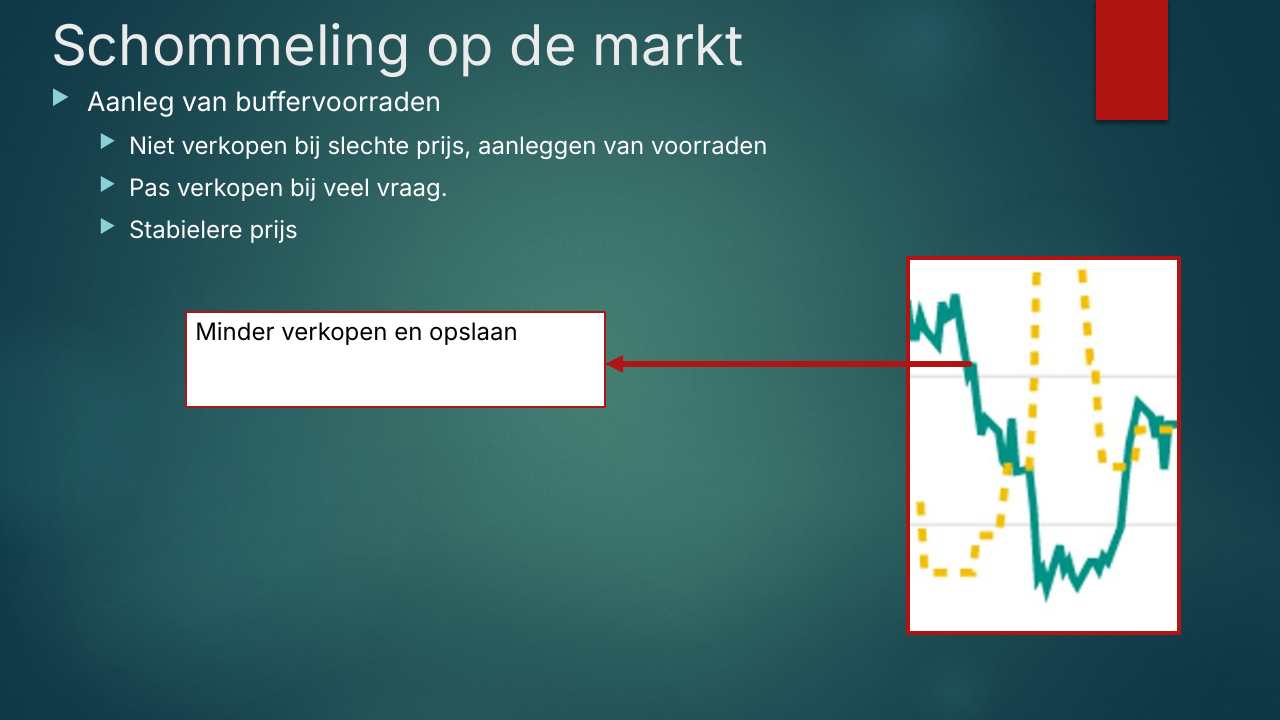 Schommeling op de markt
Aanleg van buffervoorraden
Niet verkopen bij slechte prijs, aanleggen van voorraden
Pas verkopen bij veel vraag.
Stabielere prijs
Minder verkopen en opslaan